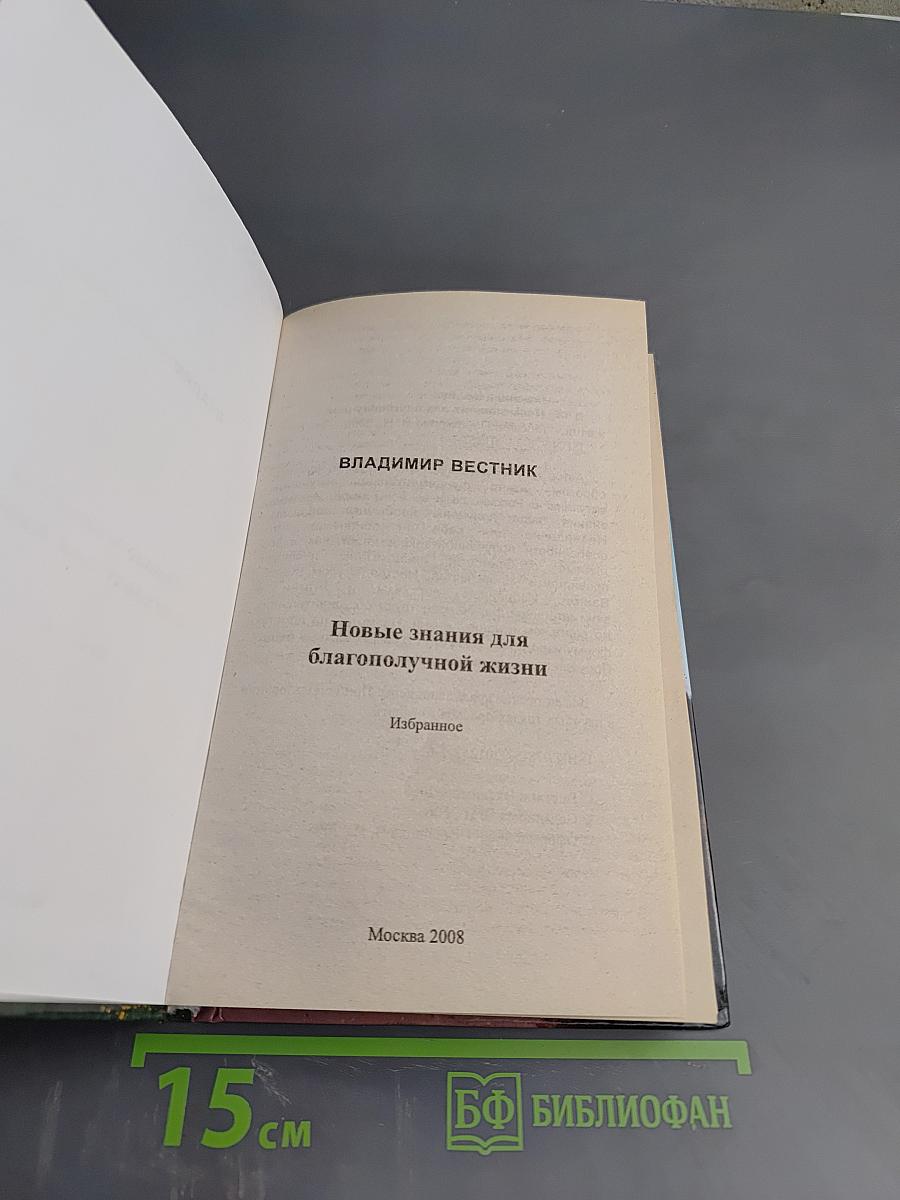 ВЛАДИМИР ВЕСТНИК
Новые знания для
благополучной жизни
Избранное
Москва 2008
15 см
БФ БИБЛИОФАН